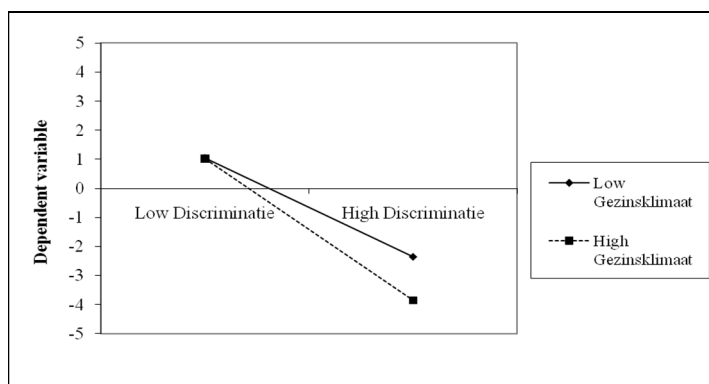 5
4
3
2
1
0
-1
-2
-3
-4
-5
Dependent variable
Low Discriminatie
High Discriminatie
Low
Gezinsklimaat
High
Gezinsklimaat